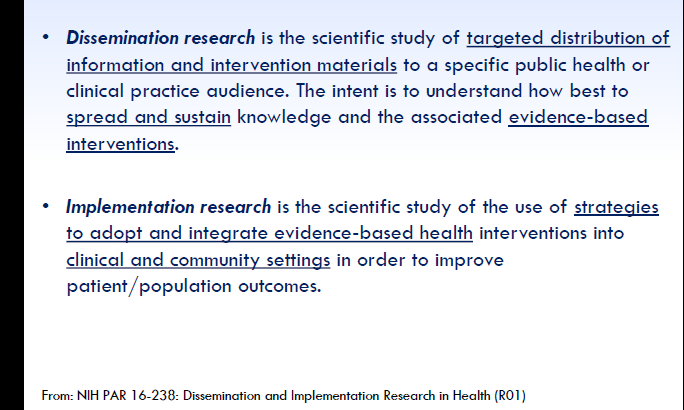 • Dissemination research is the scientific study of targeted distribution of
information and intervention materials to a specific public health or
clinical practice audience. The intent is to understand how best to
spread and sustain knowledge and the associated evidence-based
interventions.
• Implementation research is the scientific study of the use of strategies
to adopt and integrate evidence-based health interventions into
clinical and community settings in order to improve
patient/population outcomes.
From: NIH PAR 16-238: Dissemination and Implementation Research in Health (R01)